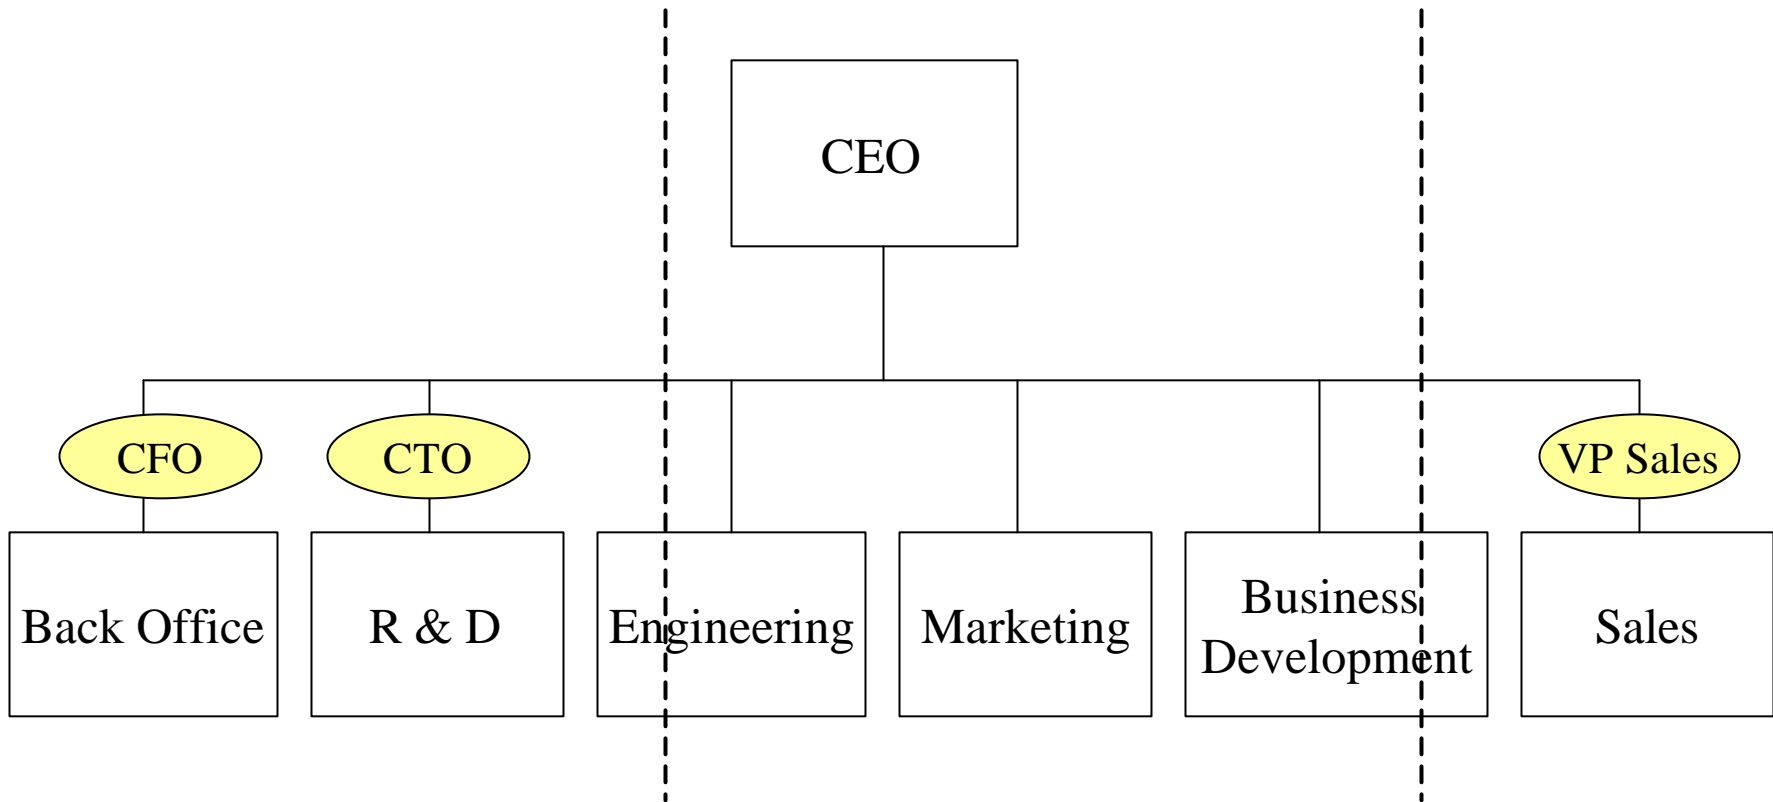 CEO
CFO
CTO
VP Sales
Back Office
R & D
Engineering
Marketing
Business
Development
Sales